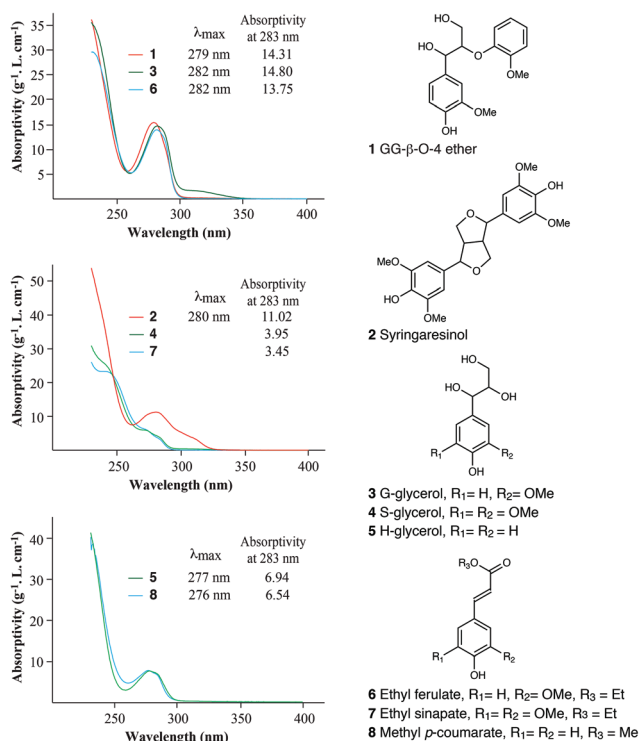 Absorptivity (g-1. L. cm-1)
35
30
25
20
15
10
5
λmax Absorptivity at 283 nm
1 279 nm 14.31
3 282 nm 14.80
6 282 nm 13.75
250 300 350 400
Wavelength (nm)
HO
HO
O
OMe
OMe
OH
1 GG-β-O-4 ether
Absorptivity (g-1. L. cm-1)
50
40
30
20
10
λmax Absorptivity at 283 nm
2 280 nm 11.02
4 3.95
7 3.45
250 300 350 400
Wavelength (nm)
OMe
OH
O
OMe
MeO
O
HO
OMe
2 Syringaresinol
HO
HO
OH
R1 R2
OH
3 G-glycerol, R1= H, R2= OMe
4 S-glycerol, R1= R2= OMe
5 H-glycerol, R1= R2= H
Absorptivity (g-1. L. cm-1)
40
30
20
10
λmax Absorptivity at 283 nm
5 277 nm 6.94
8 276 nm 6.54
250 300 350 400
Wavelength (nm)
R3O O
R1 R2
OH
6 Ethyl ferulate, R1= H, R2= OMe, R3 = Et
7 Ethyl sinapate, R1= R2= OMe, R3 = Et
8 Methyl p-coumarate, R1= R2= H, R3 = Me